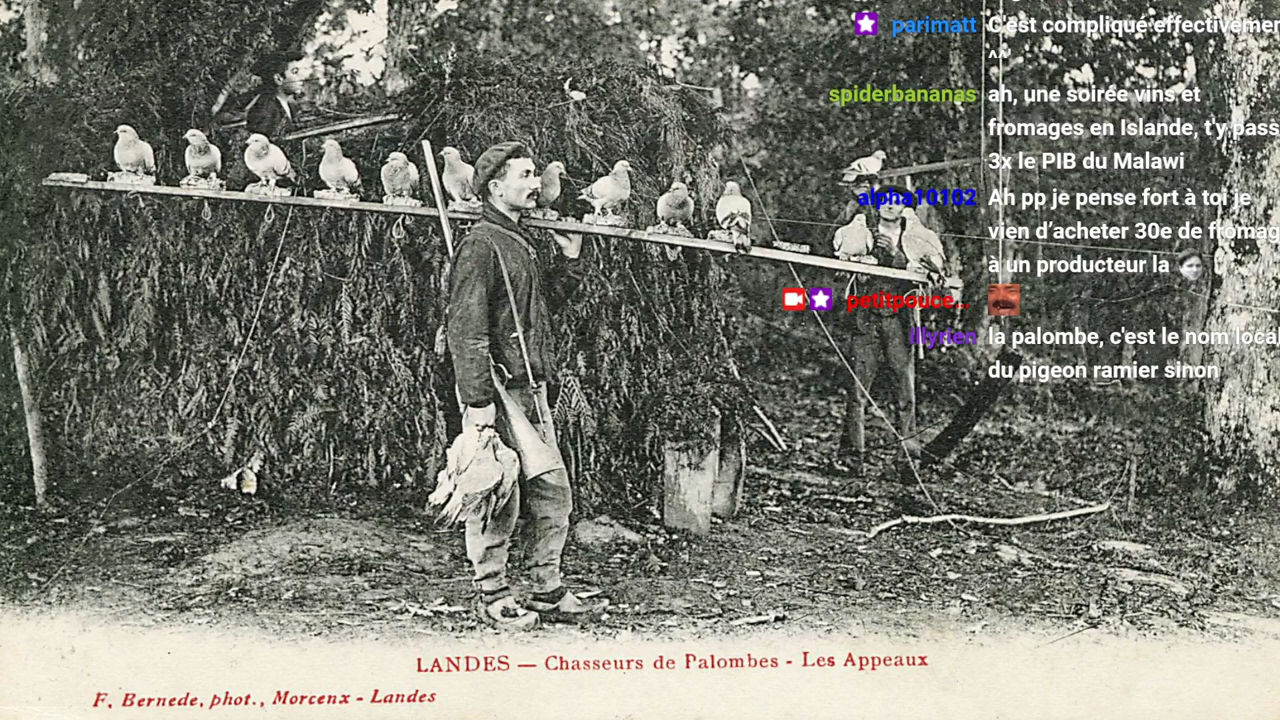 parimatt C'est compliqué effectivemen
^^
spiderbananas ah, une soirée vins et
fromages en Islande, t'y pass
3x le PIB du Malawi
alpha10102 Ah pp je pense fort à toi je
vien d’acheter 30e de fromag
à un producteur la
petitpouce…
illyrien la palombe, c'est le nom loca
du pigeon ramier sinon
LANDES — Chasseurs de Palombes - Les Appeaux
F. Bernede, phot., Morcenx - Landes